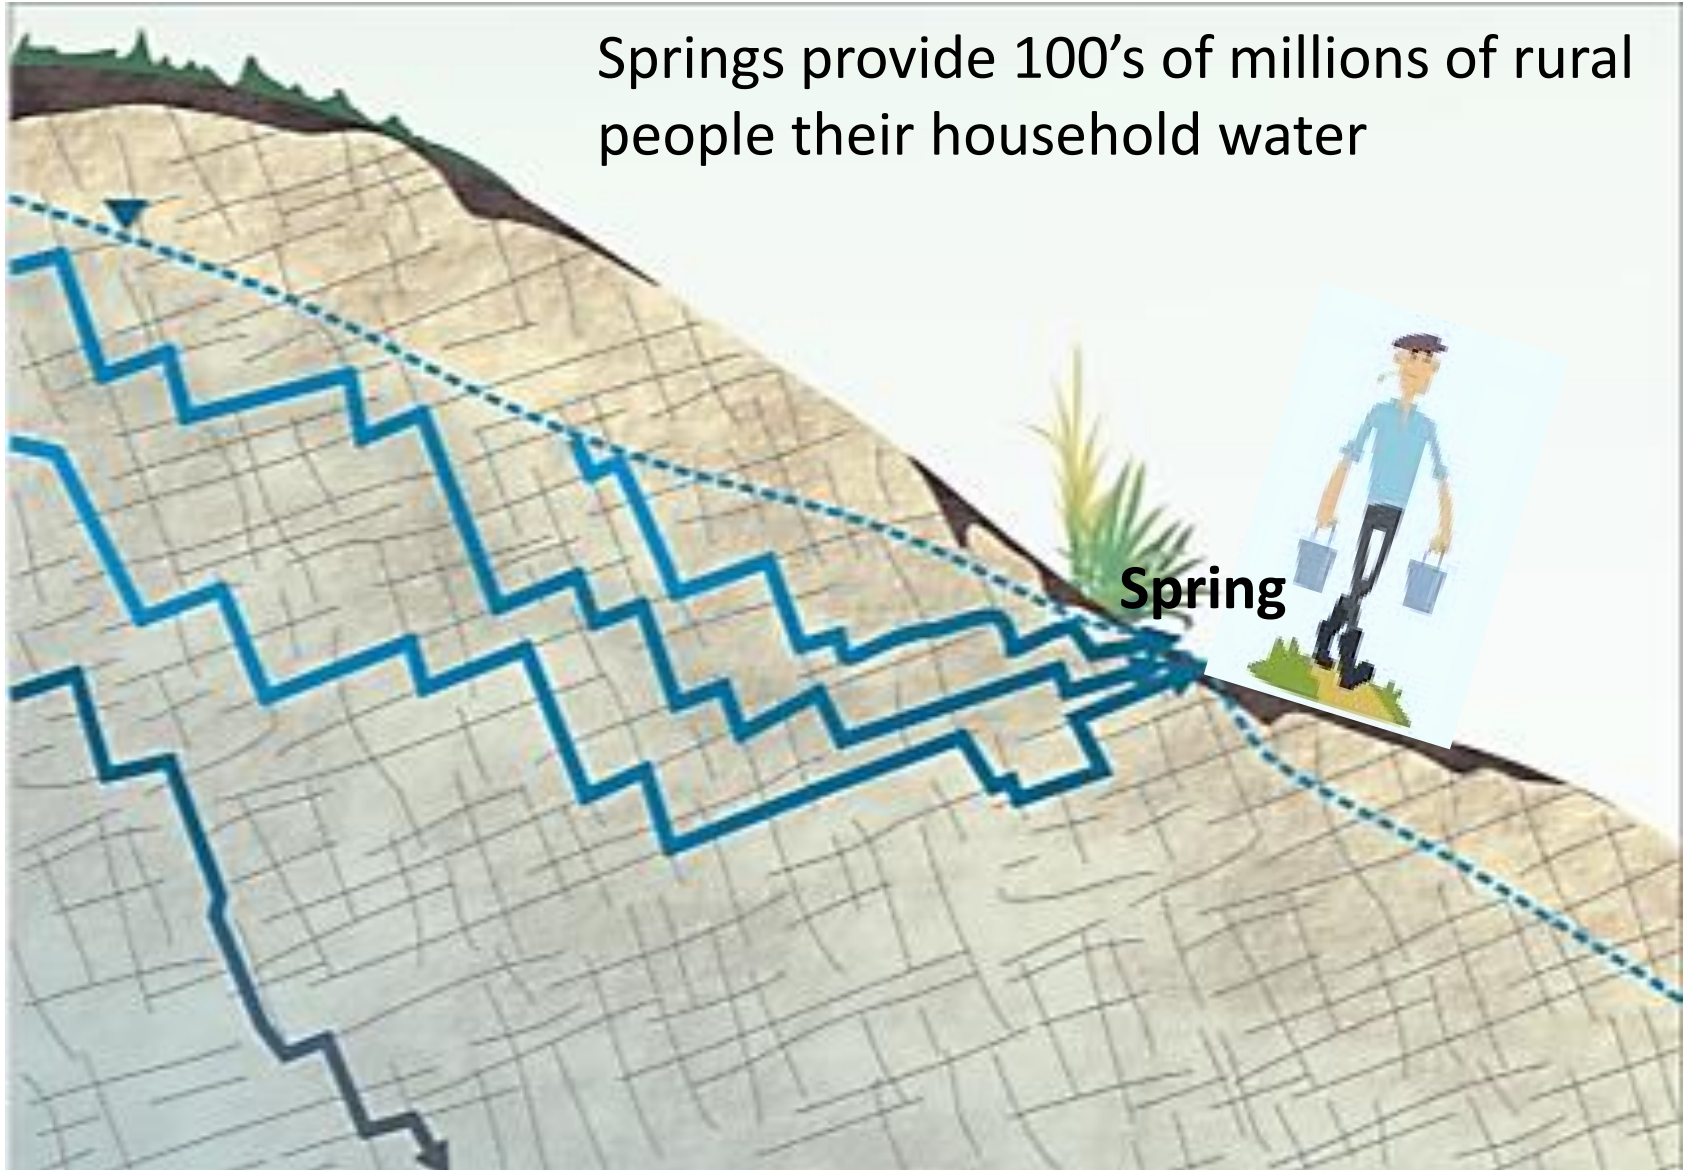 Springs provide 100’s of millions of rural
people their household water
Spring